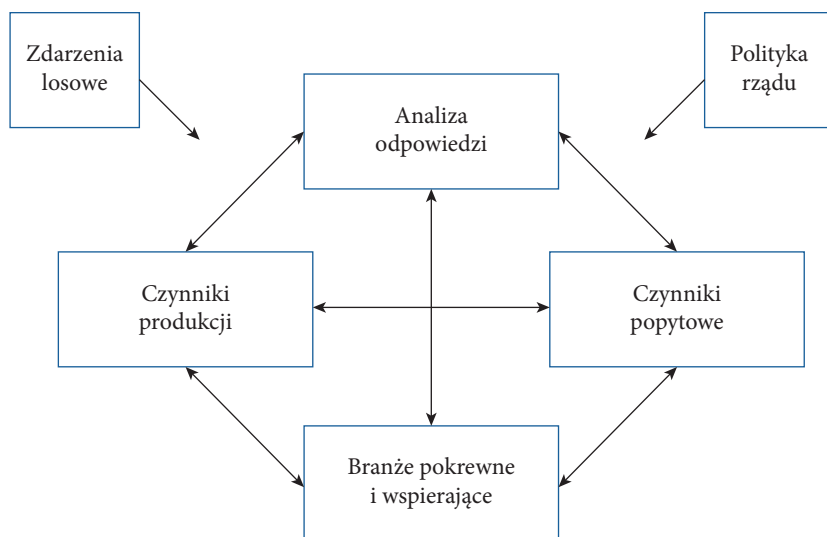 Zdarzenia
losowe
Polityka
rządu
Analiza
odpowiedzi
Czynniki
produkcji
Czynniki
popytowe
Branże pokrewne
i wspierające